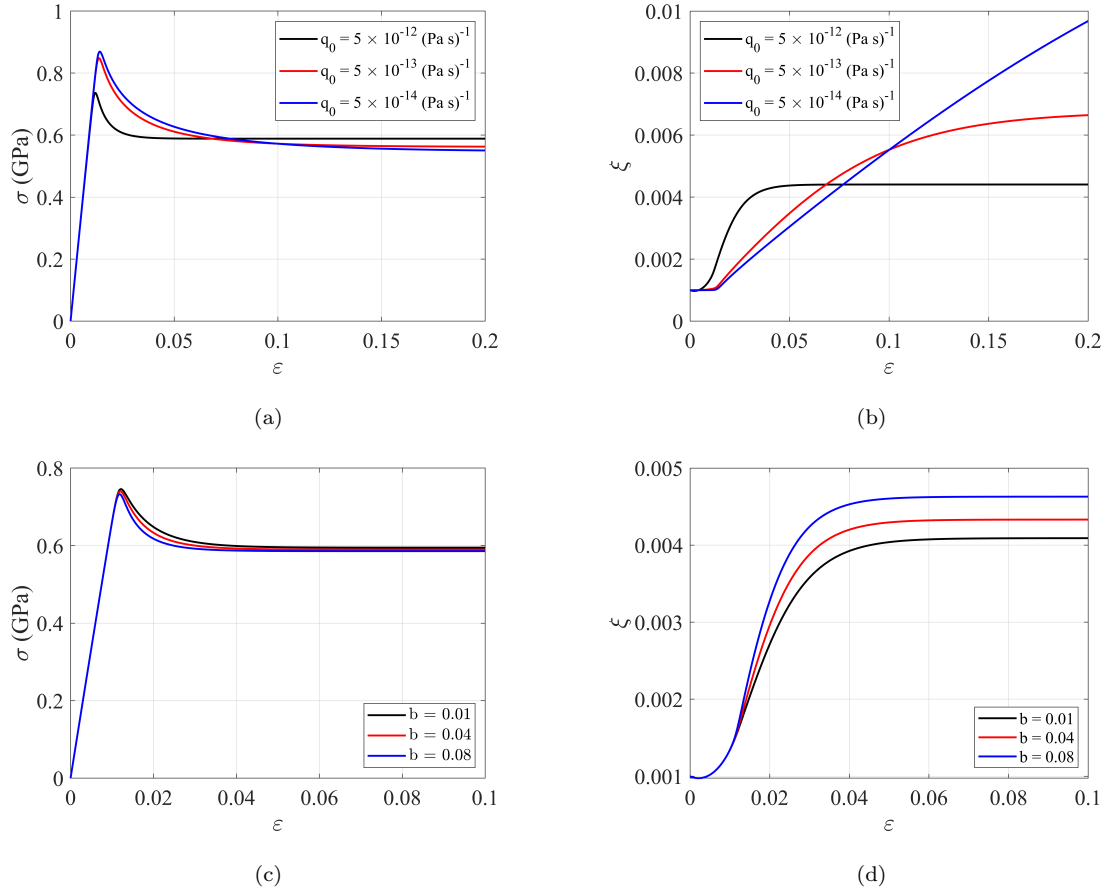 q0 = 5 × 10-12 (Pa s)-1
q0 = 5 × 10-13 (Pa s)-1
q0 = 5 × 10-14 (Pa s)-1
1
0.8
0.6
0.4
0.2
0
σ (GPa)
0 0.05 0.1 0.15 0.2
ε
(a)
q0 = 5 × 10-12 (Pa s)-1
q0 = 5 × 10-13 (Pa s)-1
q0 = 5 × 10-14 (Pa s)-1
0.01
0.008
0.006
0.004
0.002
0
ξ
0 0.05 0.1 0.15 0.2
ε
(b)
0.8
0.6
0.4
0.2
0
σ (GPa)
b = 0.01
b = 0.04
b = 0.08
0 0.02 0.04 0.06 0.08 0.1
ε
(c)
0.005
0.004
0.003
0.002
0.001
ξ
b = 0.01
b = 0.04
b = 0.08
0 0.02 0.04 0.06 0.08 0.1
ε
(d)